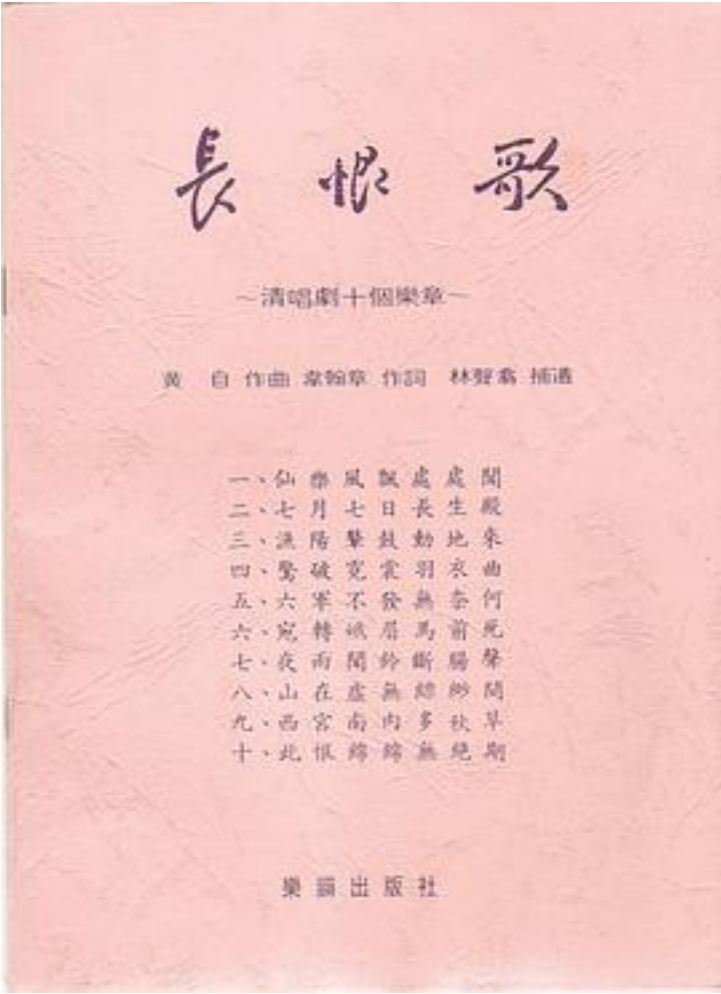 長恨歌
～清唱劇十個樂章～
黃 自 作曲 韋瀚章 作詞 林聲翕 補遺
一、仙樂風飄處處聞
二、七月七日長生殿
三、漁陽鼙鼓動地來
四、驚破霓裳羽衣曲
五、六軍不發無奈何
六、宛轉蛾眉馬前死
七、夜雨聞鈴斷腸聲
八、山在虛無縹緲間
九、西宮南內多秋草
十、此恨綿綿無絕期
樂韻出版社